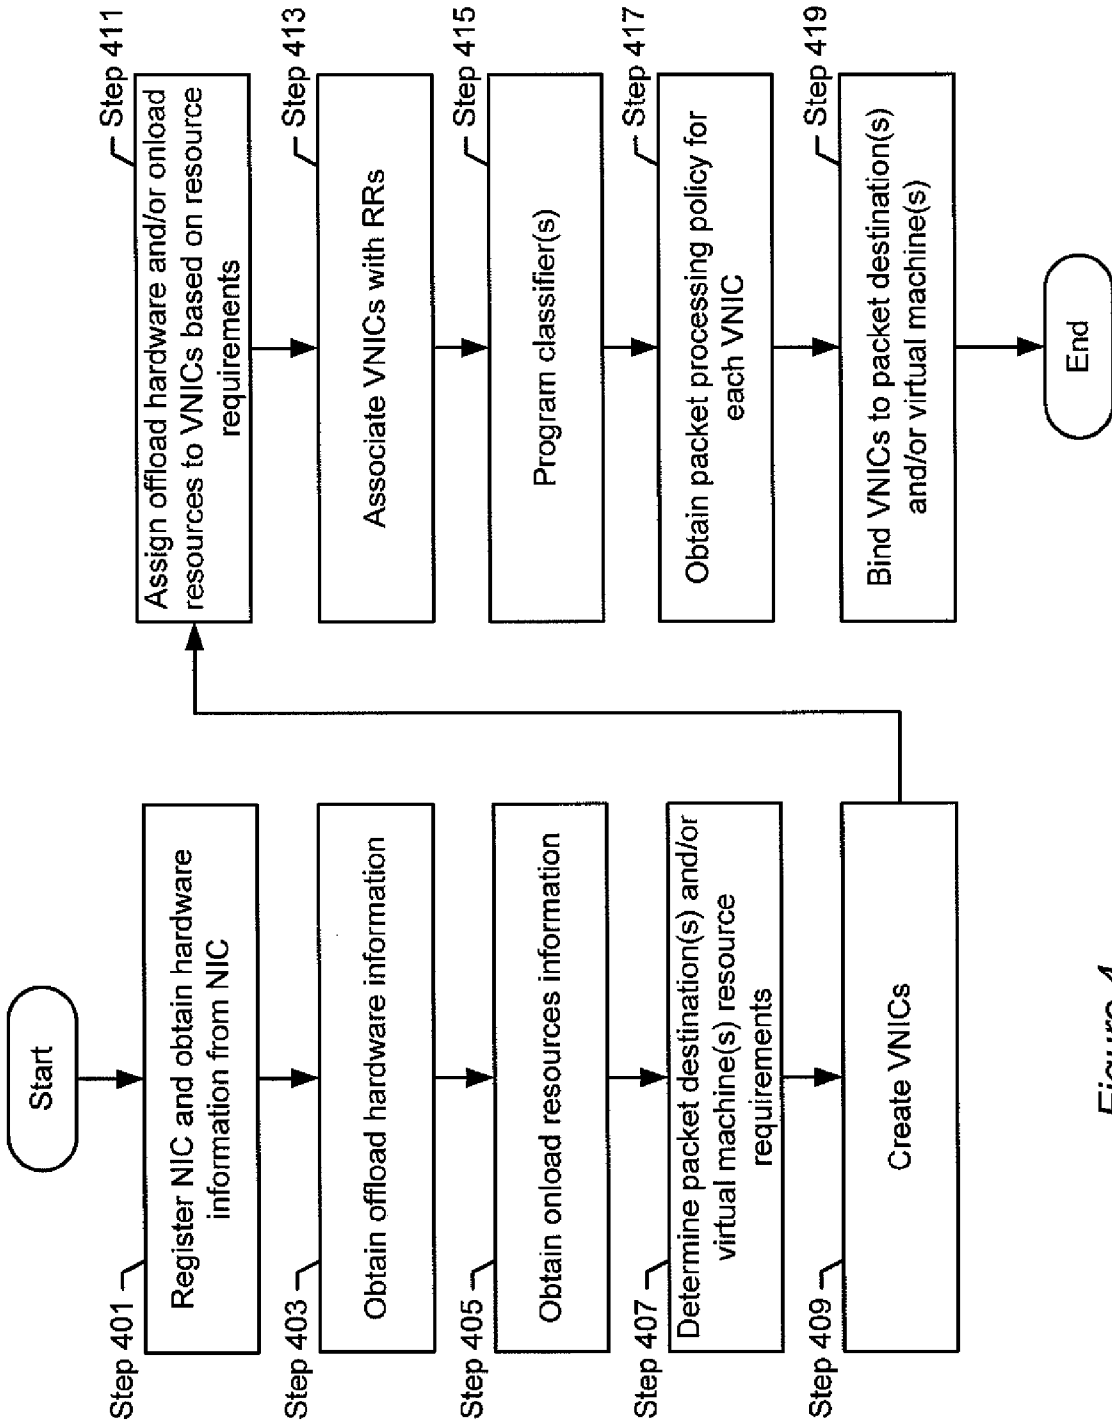 Start
Step 401
Register NIC and obtain hardware
information from NIC
Step 403
Obtain offload hardware information
Step 405
Obtain onload resources information
Step 407
Determine packet destination(s) and/or
virtual machine(s) resource
requirements
Step 409
Create VNICs
Step 411
Assign offload hardware and/or onload
resources to VNICs based on resource
requirements
Step 413
Associate VNICs with RRs
Step 415
Program classifier(s)
Step 417
Obtain packet processing policy for
each VNIC
Step 419
Bind VNICs to packet destination(s)
and/or virtual machine(s)
End
Figure 4